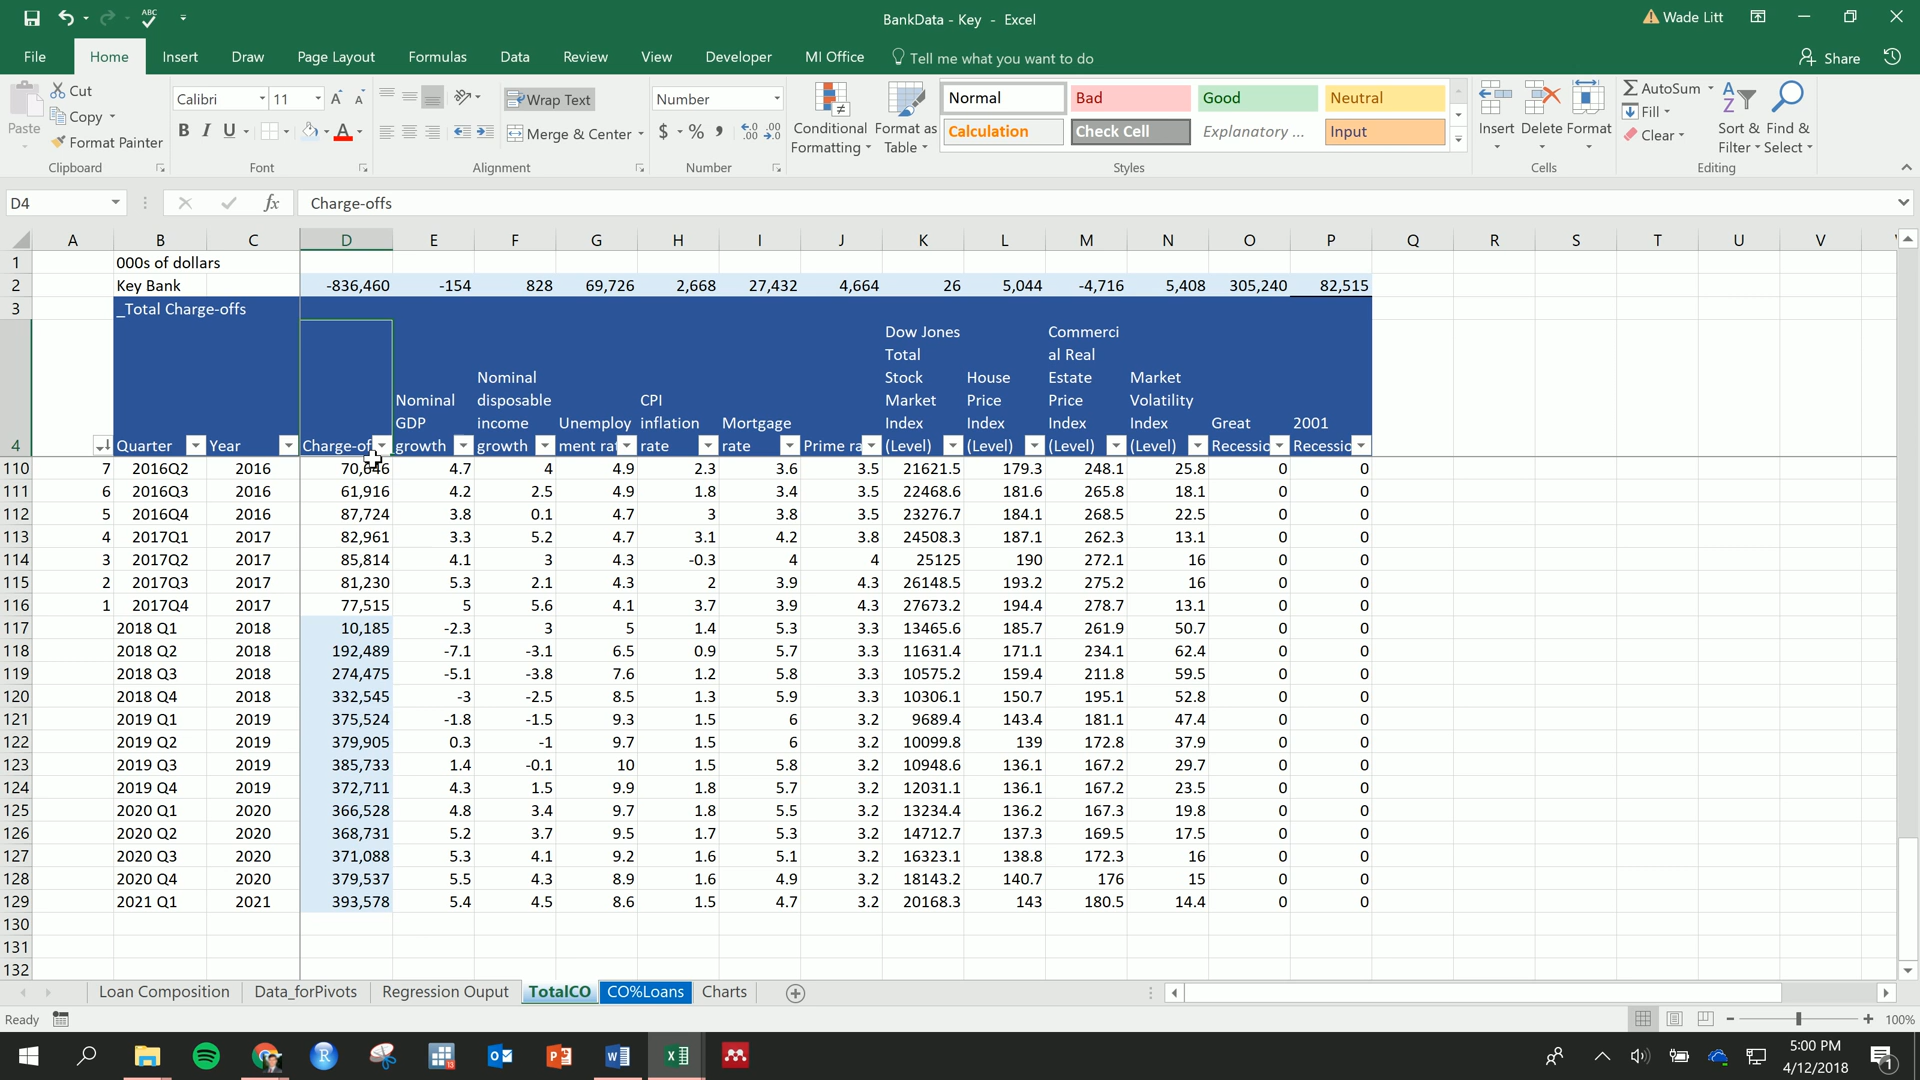 BankData - Key - Excel
Wade Litt
File Home Insert Draw Page Layout Formulas Data Review View Developer MI Office Tell me what you want to do Share
Paste Cut Copy Format Painter Clipboard
Calibri 11 B I U A Font
Wrap Text Merge & Center Alignment
Number $ % , Number
Conditional Formatting Format as Table
Normal Bad Good Neutral
Calculation Check Cell Explanatory ... Input
Styles
Insert Delete Format Cells
AutoSum Fill Clear Sort & Filter Find & Select Editing
D4 fx Charge-offs
A B C D E F G H I J K L M N O P Q R S T U V
1 000s of dollars
2 Key Bank -836,460 -154 828 69,726 2,668 27,432 4,664 26 5,044 -4,716 5,408 305,240 82,515
3 _Total Charge-offs
4 Quarter Year Charge-of Nominal GDP growth Nominal disposable income growth Unemploy ment rat CPI inflation rate Mortgage rate Prime ra Dow Jones Total Stock Market Index (Level) House Price Index (Level) Commerci al Real Estate Price Index (Level) Market Volatility Index (Level) Great Recessic 2001 Recessic
110 7 2016Q2 2016 70,646 4.7 4 4.9 2.3 3.6 3.5 21621.5 179.3 248.1 25.8 0 0
111 6 2016Q3 2016 61,916 4.2 2.5 4.9 1.8 3.4 3.5 22468.6 181.6 265.8 18.1 0 0
112 5 2016Q4 2016 87,724 3.8 0.1 4.7 3 3.8 3.5 23276.7 184.1 268.5 22.5 0 0
113 4 2017Q1 2017 82,961 3.3 5.2 4.7 3.1 4.2 3.8 24508.3 187.1 262.3 13.1 0 0
114 3 2017Q2 2017 85,814 4.1 3 4.3 -0.3 4 4 25125 190 272.1 16 0 0
115 2 2017Q3 2017 81,230 5.3 2.1 4.3 2 3.9 4.3 26148.5 193.2 275.2 16 0 0
116 1 2017Q4 2017 77,515 5 5.6 4.1 3.7 3.9 4.3 27673.2 194.4 278.7 13.1 0 0
117 2018 Q1 2018 10,185 -2.3 3 5 1.4 5.3 3.3 13465.6 185.7 261.9 50.7 0 0
118 2018 Q2 2018 192,489 -7.1 -3.1 6.5 0.9 5.7 3.3 11631.4 171.1 234.1 62.4 0 0
119 2018 Q3 2018 274,475 -5.1 -3.8 7.6 1.2 5.8 3.3 10575.2 159.4 211.8 59.5 0 0
120 2018 Q4 2018 332,545 -3 -2.5 8.5 1.3 5.9 3.3 10306.1 150.7 195.1 52.8 0 0
121 2019 Q1 2019 375,524 -1.8 -1.5 9.3 1.5 6 3.2 9689.4 143.4 181.1 47.4 0 0
122 2019 Q2 2019 379,905 0.3 -1 9.7 1.5 6 3.2 10099.8 139 172.8 37.9 0 0
123 2019 Q3 2019 385,733 1.4 -0.1 10 1.5 5.8 3.2 10948.6 136.1 167.2 29.7 0 0
124 2019 Q4 2019 372,711 4.3 1.5 9.9 1.8 5.7 3.2 12031.1 136.1 167.2 23.5 0 0
125 2020 Q1 2020 366,528 4.8 3.4 9.7 1.8 5.5 3.2 13234.4 136.2 167.3 19.8 0 0
126 2020 Q2 2020 368,731 5.2 3.7 9.5 1.7 5.3 3.2 14712.7 137.3 169.5 17.5 0 0
127 2020 Q3 2020 371,088 5.3 4.1 9.2 1.6 5.1 3.2 16323.1 138.8 172.3 16 0 0
128 2020 Q4 2020 379,537 5.5 4.3 8.9 1.6 4.9 3.2 18143.2 140.7 176 15 0 0
129 2021 Q1 2021 393,578 5.4 4.5 8.6 1.5 4.7 3.2 20168.3 143 180.5 14.4 0 0
130
131
132
Loan Composition Data_forPivots Regression Ouput TotalCO CO%Loans Charts
Ready 100%
5:00 PM
4/12/2018
1